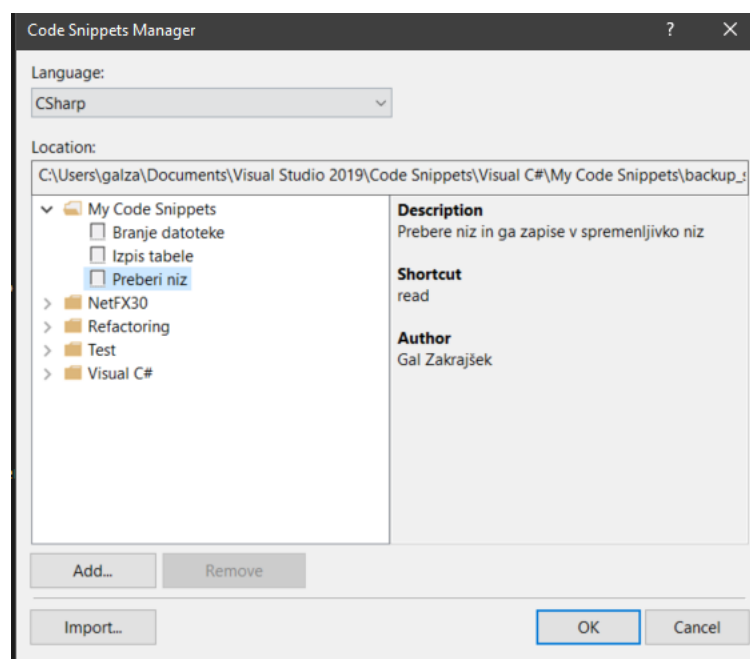 Code Snippets Manager ? ×
Language:
CSharp
Location:
C:\Users\galza\Documents\Visual Studio 2019\Code Snippets\Visual C#\My Code Snippets\backup_
My Code Snippets
Branje datoteke
Izpis tabele
Preberi niz
NetFX30
Refactoring
Test
Visual C#
Description
Prebere niz in ga zapise v spremenljivko niz
Shortcut
read
Author
Gal Zakrajšek
Add... Remove
Import... OK Cancel